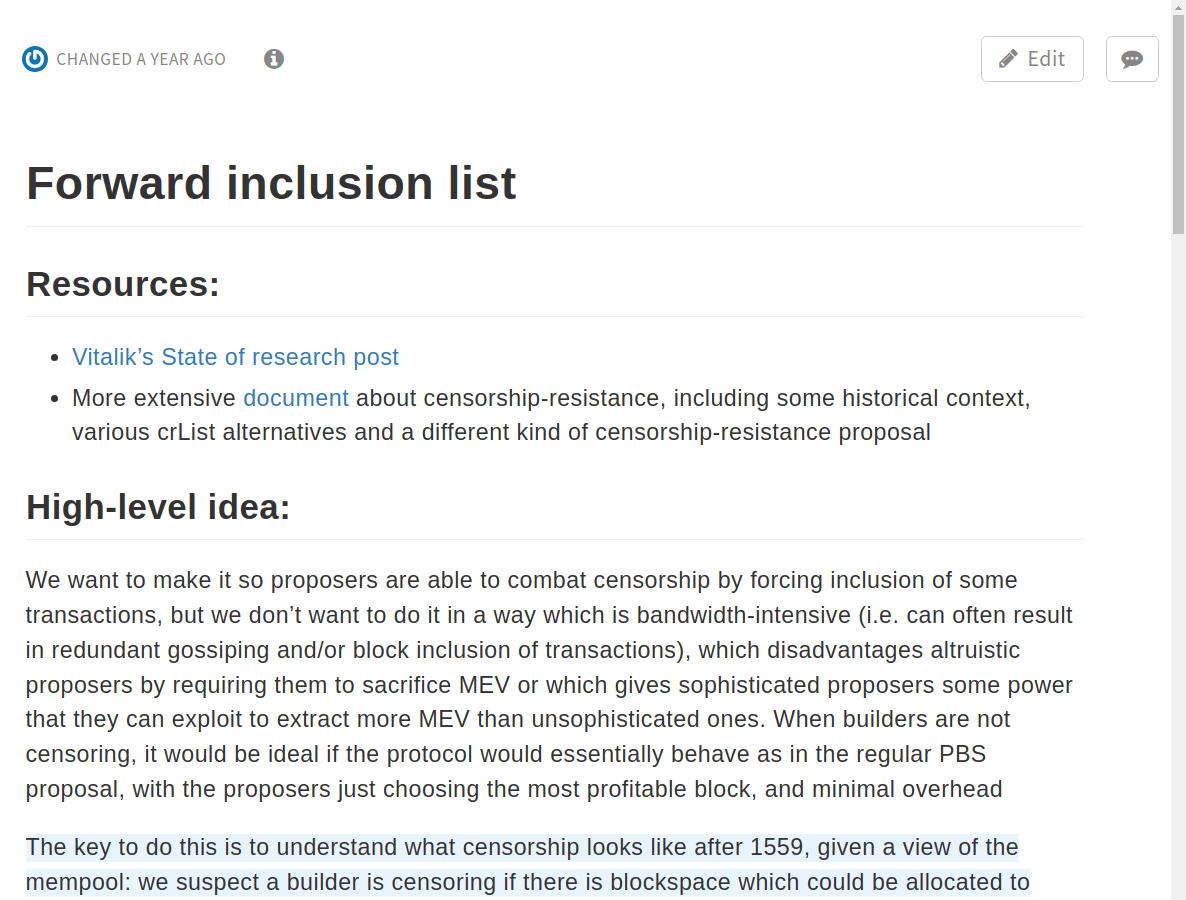 CHANGED A YEAR AGO
Edit
Forward inclusion list
Resources:
Vitalik’s State of research post
More extensive document about censorship-resistance, including some historical context,
various crList alternatives and a different kind of censorship-resistance proposal
High-level idea:
We want to make it so proposers are able to combat censorship by forcing inclusion of some
transactions, but we don’t want to do it in a way which is bandwidth-intensive (i.e. can often result
in redundant gossiping and/or block inclusion of transactions), which disadvantages altruistic
proposers by requiring them to sacrifice MEV or which gives sophisticated proposers some power
that they can exploit to extract more MEV than unsophisticated ones. When builders are not
censoring, it would be ideal if the protocol would essentially behave as in the regular PBS
proposal, with the proposers just choosing the most profitable block, and minimal overhead
The key to do this is to understand what censorship looks like after 1559, given a view of the
mempool: we suspect a builder is censoring if there is blockspace which could be allocated to